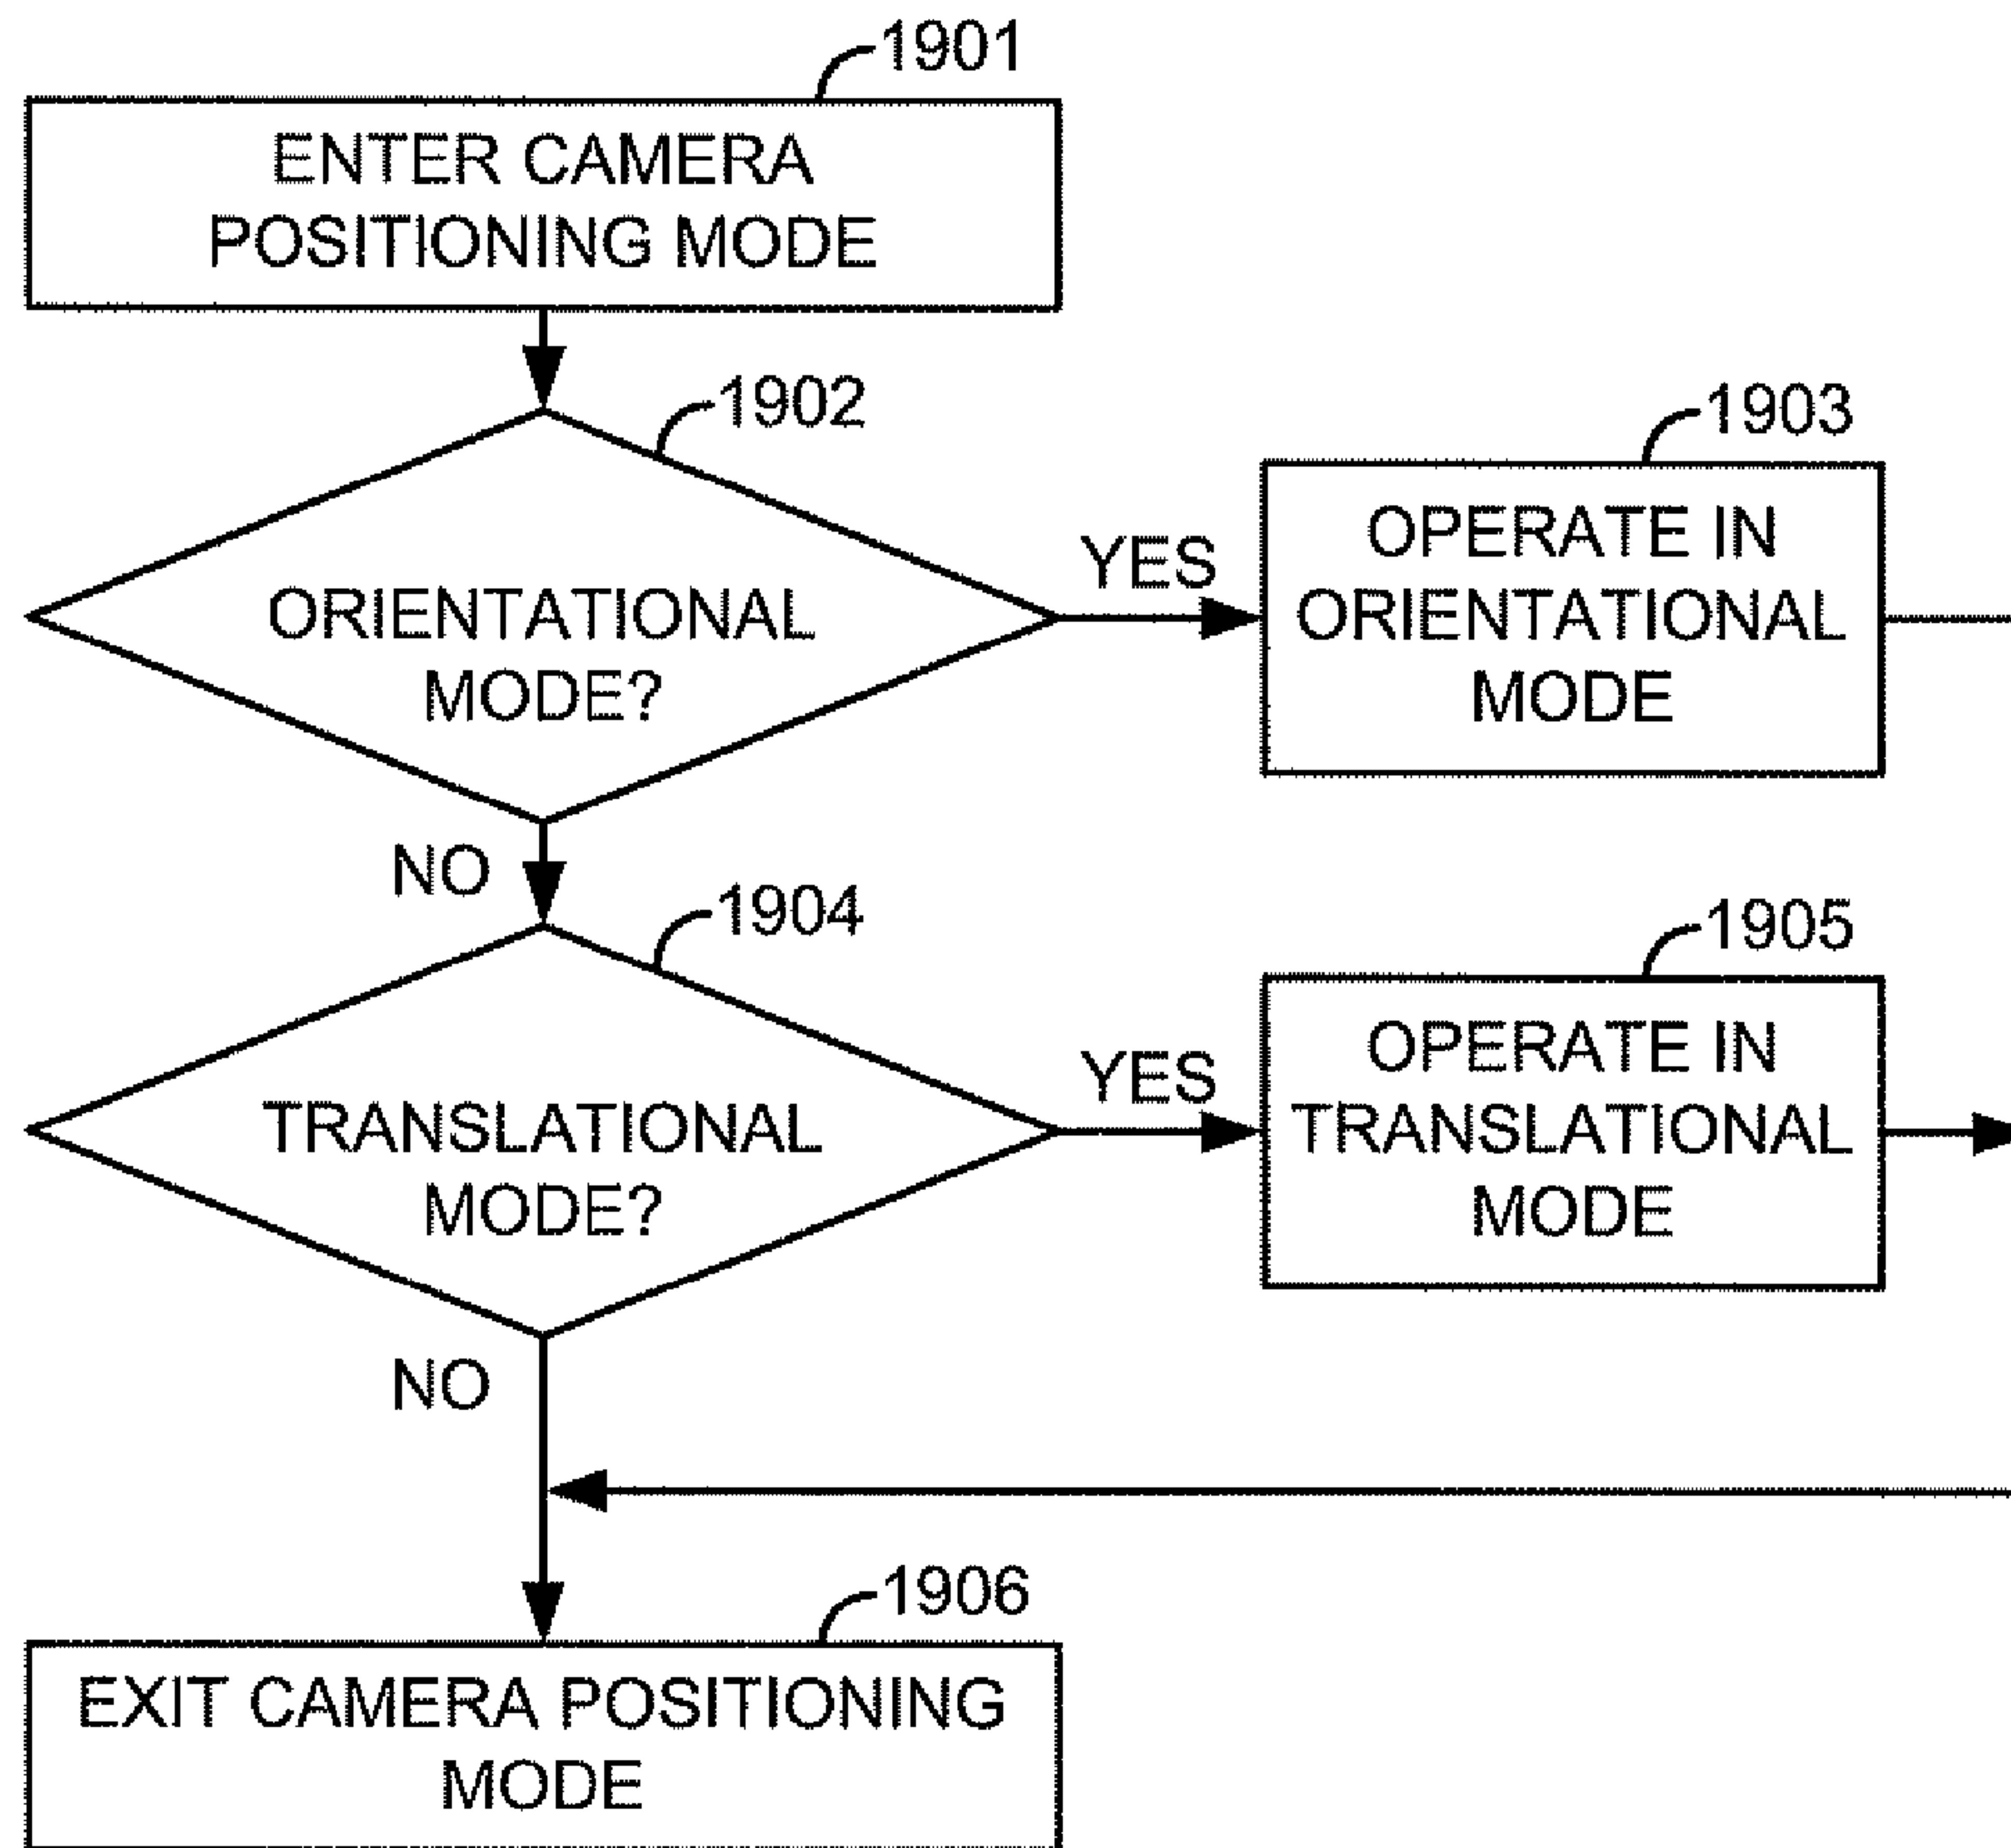 1901
ENTER CAMERA
POSITIONING MODE
1902
ORIENTATIONAL
MODE?
YES
1903
OPERATE IN
ORIENTATIONAL
MODE
NO
1904
TRANSLATIONAL
MODE?
YES
1905
OPERATE IN
TRANSLATIONAL
MODE
NO
1906
EXIT CAMERA POSITIONING
MODE